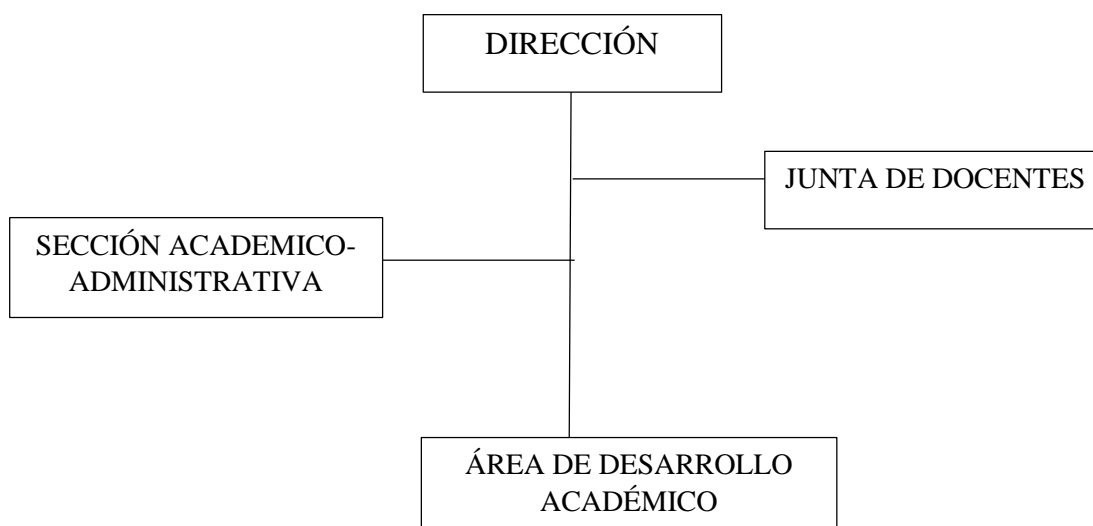 DIRECCIÓN
JUNTA DE DOCENTES
SECCIÓN ACADEMICO-
ADMINISTRATIVA
ÁREA DE DESARROLLO
ACADÉMICO